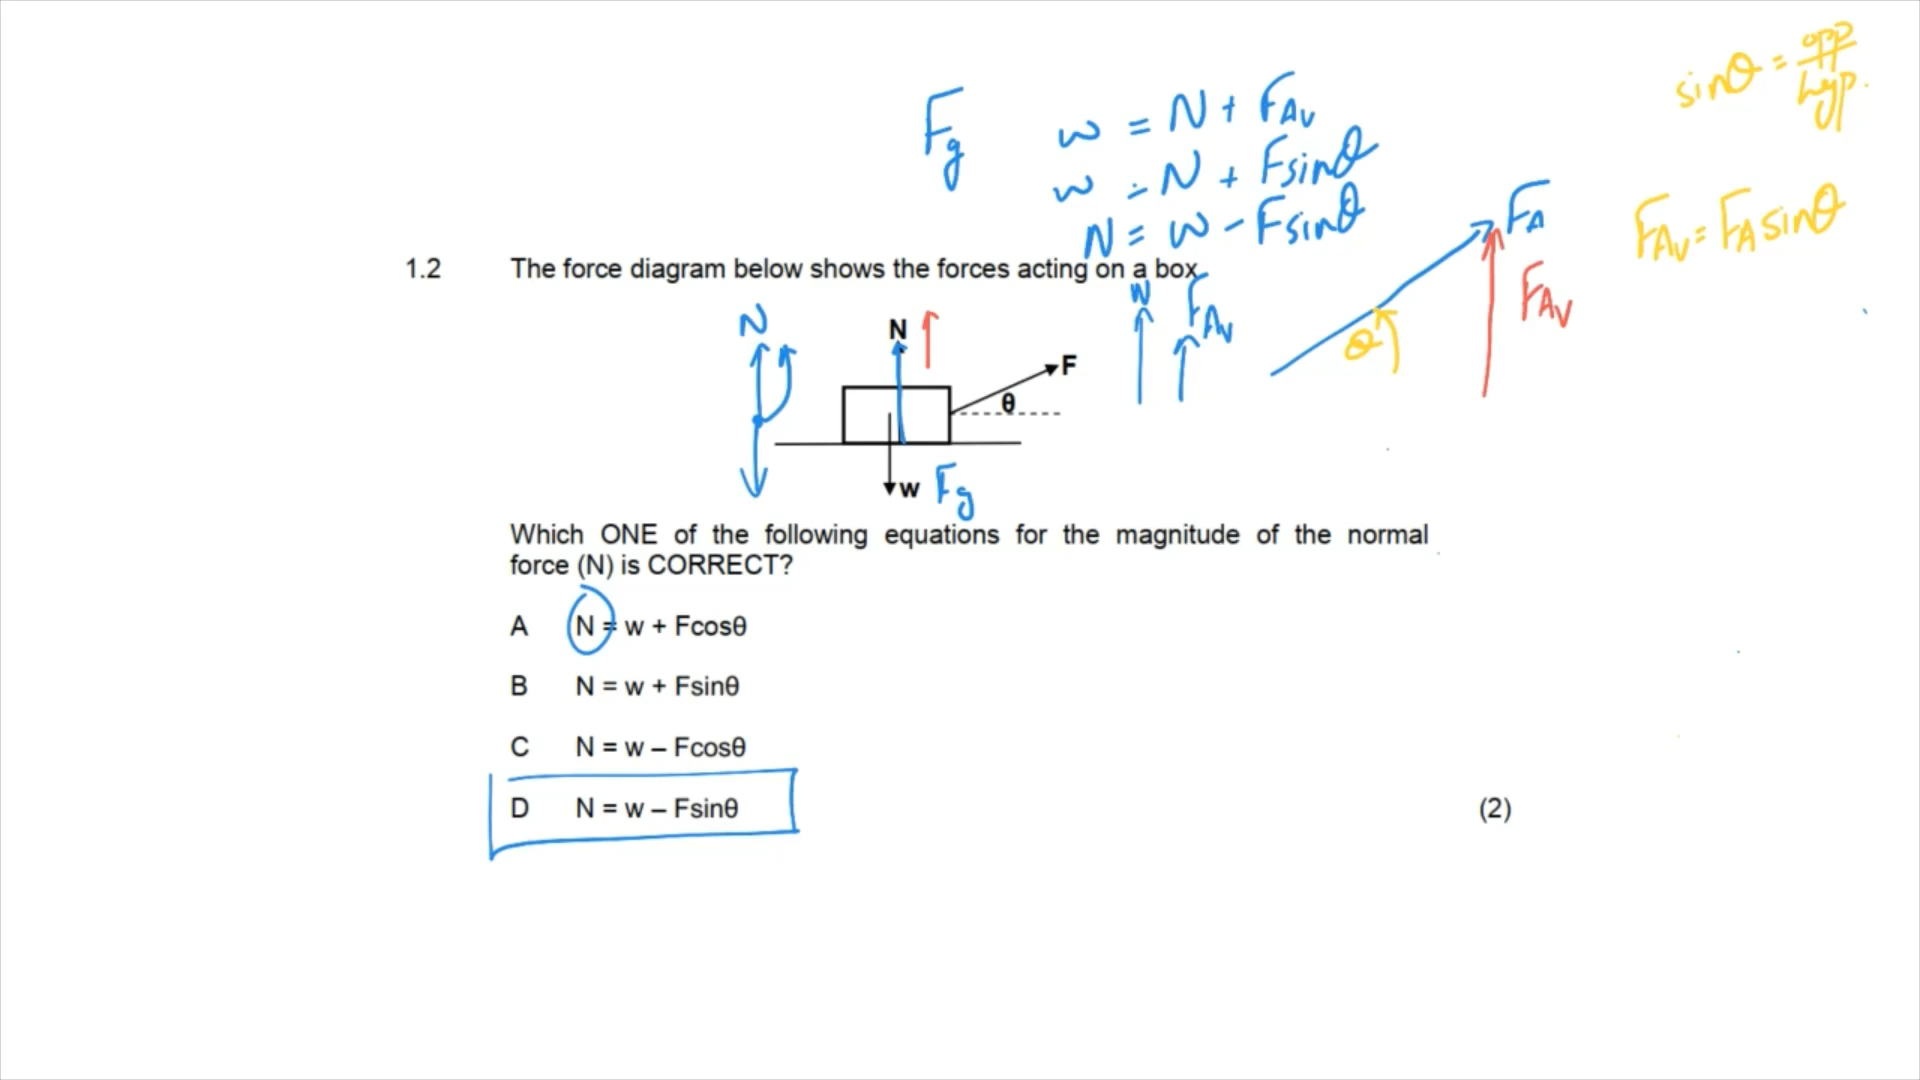 sinθ = opp/hyp.
Fg
w = N + FAv
w = N + Fsinθ
N = w - Fsinθ
FA
FAv = FA sinθ
1.2 The force diagram below shows the forces acting on a box.
N
N
N
FAv
FAv
θ
F
θ
w
Fg
Which ONE of the following equations for the magnitude of the normal
force (N) is CORRECT?
A N = w + Fcosθ
B N = w + Fsinθ
C N = w – Fcosθ
D N = w – Fsinθ
(2)